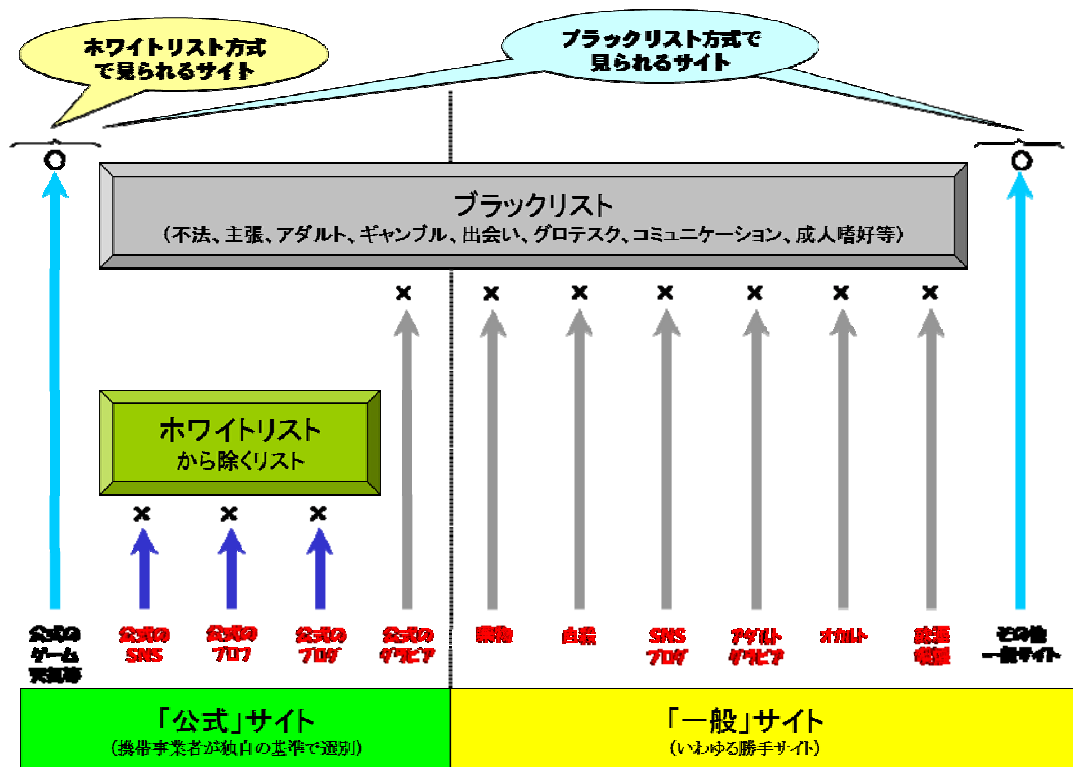 ホワイトリスト方式
で見られるサイト
ブラックリスト方式で
見られるサイト
ブラックリスト
（不法、主張、アダルト、ギャンブル、出会い、グロテスク、コミュニケーション、成人嗜好等）
ホワイトリスト
から除くリスト
公式の
ゲーム
天気等
公式の
SNS
公式の
プロフ
公式の
ブログ
公式の
グラビア
薬物
自殺
SNS
ブログ
アダルト
グラビア
オカルト
その他
一般サイト
「公式」サイト
（携帯事業者が独自の基準で選別）
「一般」サイト
（いわゆる勝手サイト）